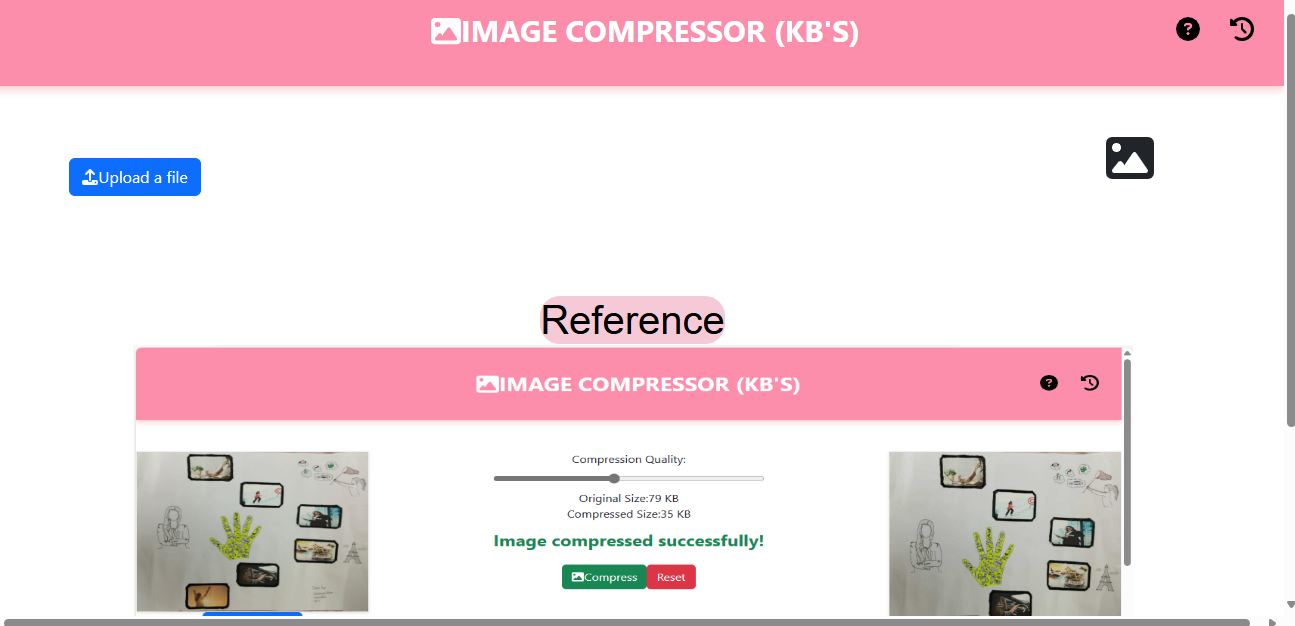 IMAGE COMPRESSOR (KB'S)
Upload a file
Reference
IMAGE COMPRESSOR (KB'S)
Compression Quality:
Original Size:79 KB
Compressed Size:35 KB
Image compressed successfully!
Compress Reset